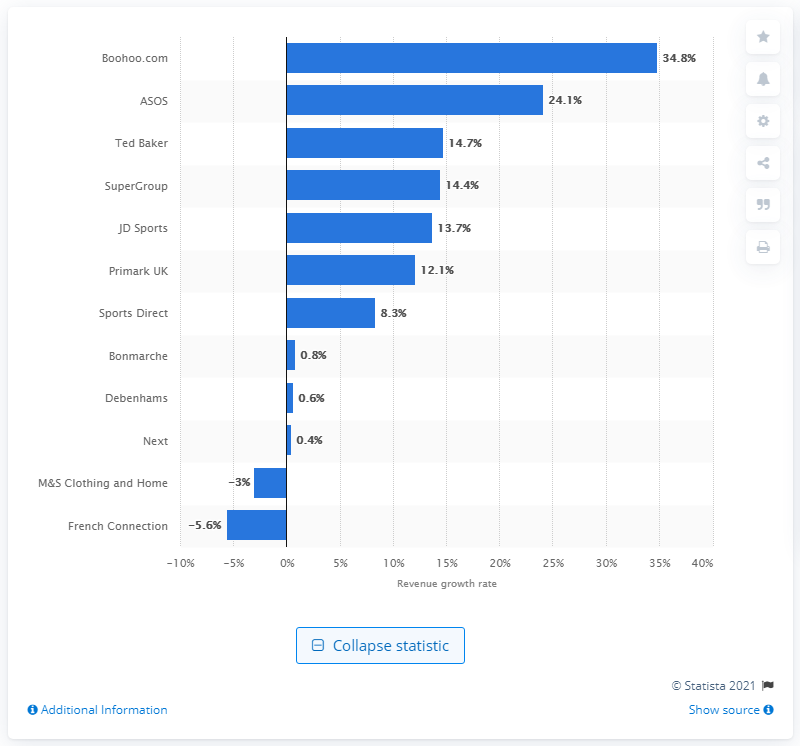 Boohoo.com 34.8%
ASOS 24.1%
Ted Baker 14.7%
SuperGroup 14.4%
JD Sports 13.7%
Primark UK 12.1%
Sports Direct 8.3%
Bonmarche 0.8%
Debenhams 0.6%
Next 0.4%
M&S Clothing and Home −3%
French Connection −5.6%
−10% −5% 0% 5% 10% 15% 20% 25% 30% 35% 40%
Revenue growth rate
Collapse statistic
© Statista 2021
Additional Information Show source